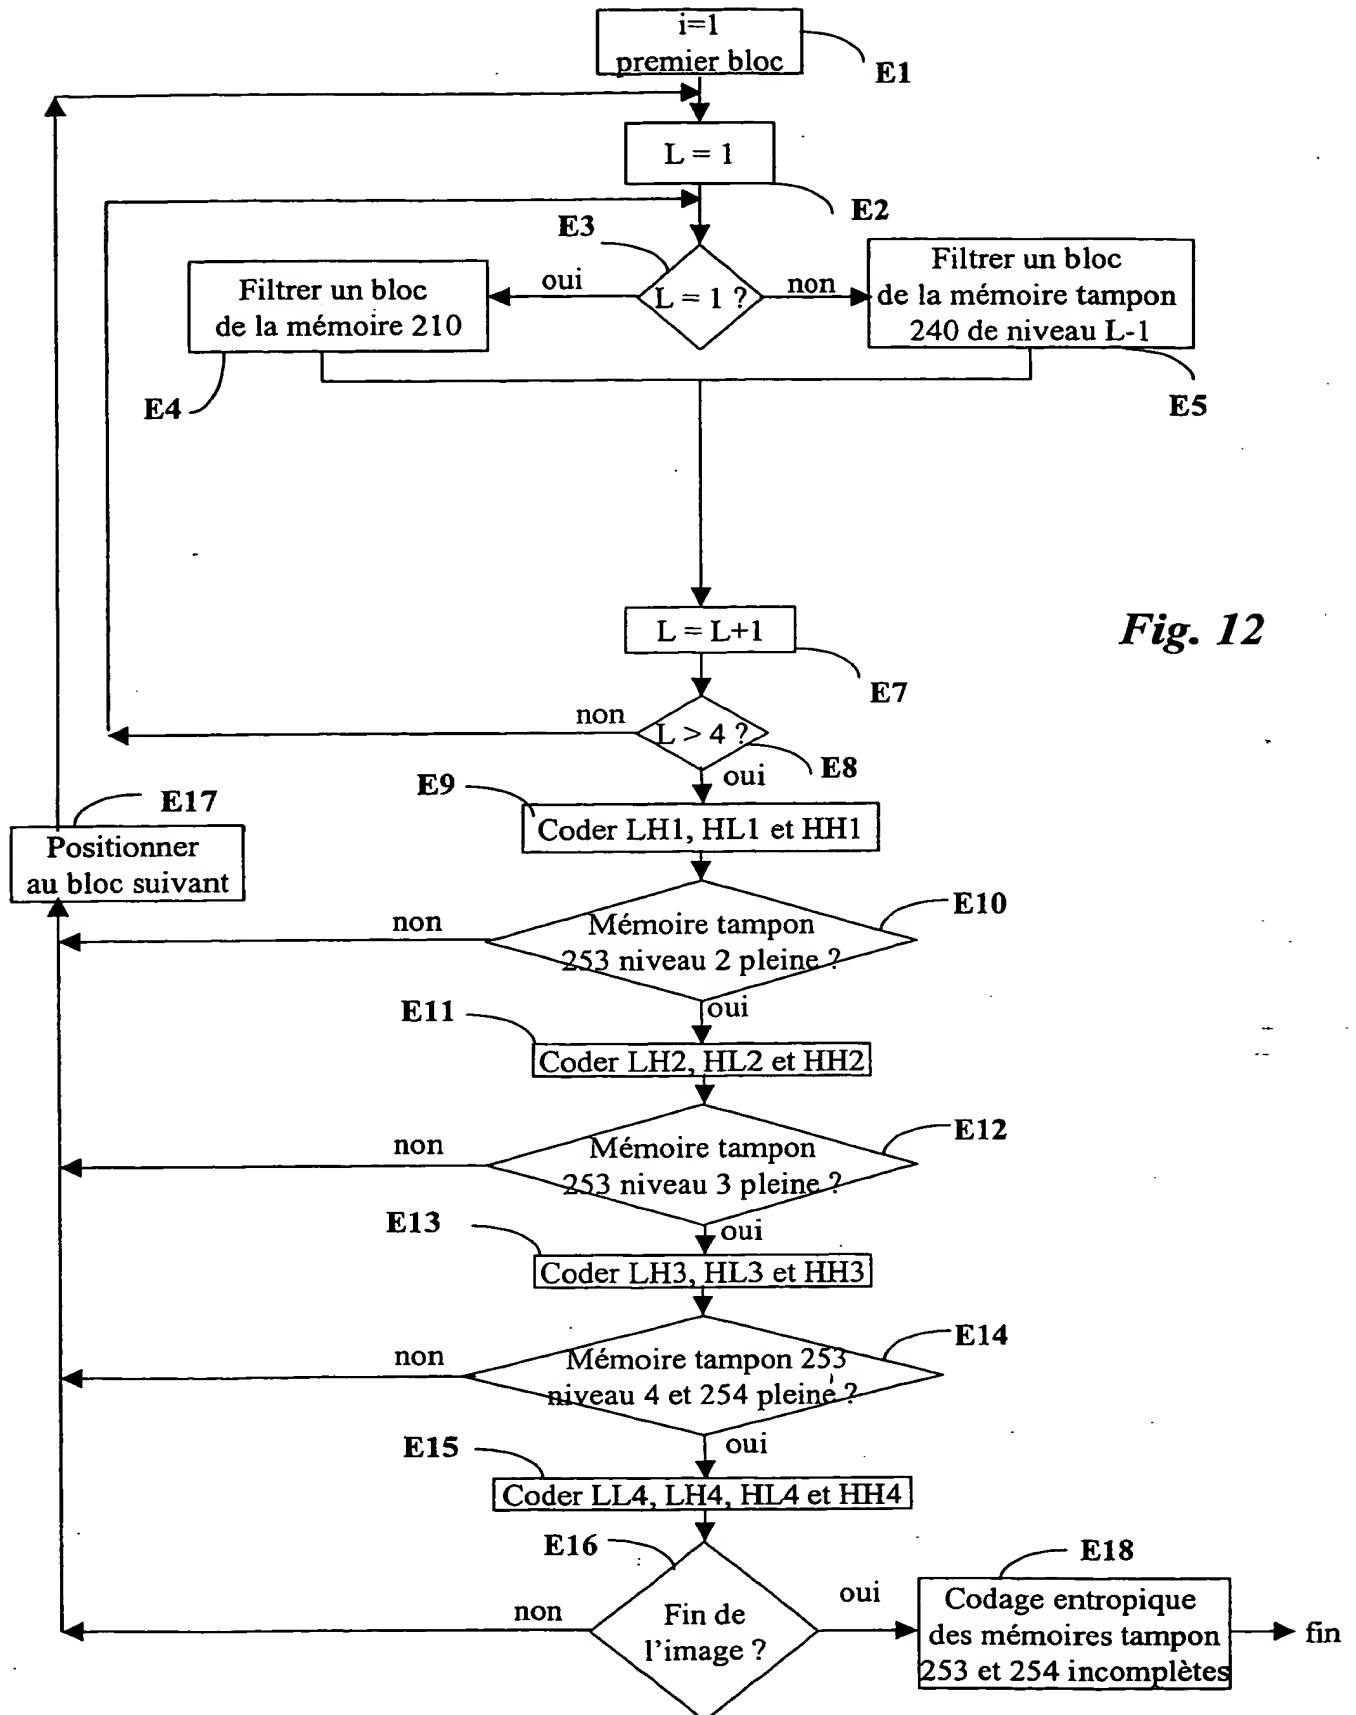 i=1
premier bloc
E1
L = 1
E2
E3
L = 1 ?
oui
non
Filtrer un bloc
de la mémoire 210
E4
Filtrer un bloc
de la mémoire tampon
240 de niveau L-1
E5
L = L+1
E7
Fig. 12
L > 4 ?
non
oui
E8
E9
Coder LH1, HL1 et HH1
E17
Positionner
au bloc suivant
E10
Mémoire tampon
253 niveau 2 pleine ?
non
oui
E11
Coder LH2, HL2 et HH2
E12
Mémoire tampon
253 niveau 3 pleine ?
non
oui
E13
Coder LH3, HL3 et HH3
E14
Mémoire tampon 253
niveau 4 et 254 pleine ?
non
oui
E15
Coder LL4, LH4, HL4 et HH4
E16
Fin de
l'image ?
non
oui
E18
Codage entropique
des mémoires tampon
253 et 254 incomplètes
fin